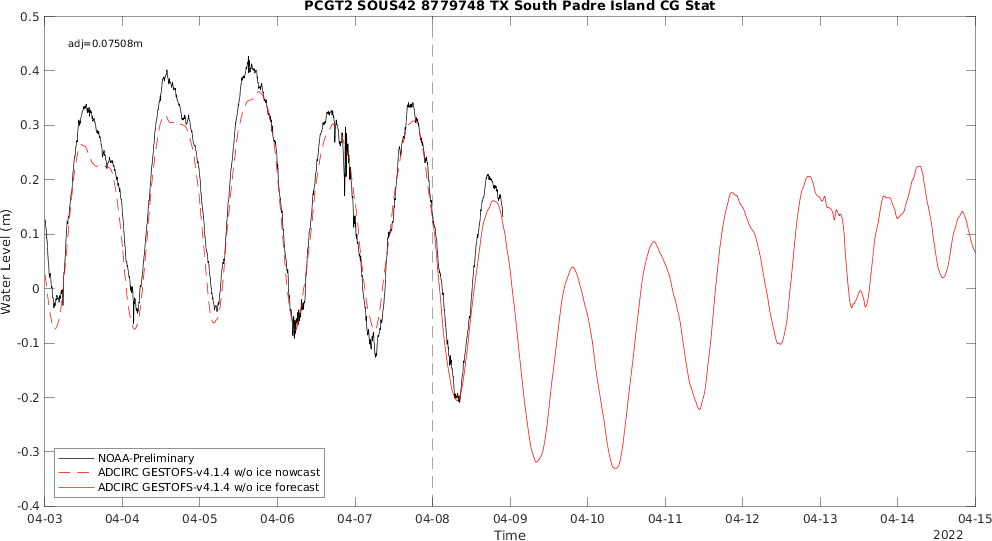 PCGT2 SOUS42 8779748 TX South Padre Island CG Stat
adj=0.07508m
Water Level (m)
0.5
0.4
0.3
0.2
0.1
0
-0.1
-0.2
-0.3
-0.4
NOAA-Preliminary
ADCIRC GESTOFS-v4.1.4 w/o ice nowcast
ADCIRC GESTOFS-v4.1.4 w/o ice forecast
04-03 04-04 04-05 04-06 04-07 04-08 04-09 04-10 04-11 04-12 04-13 04-14 04-15
Time
2022